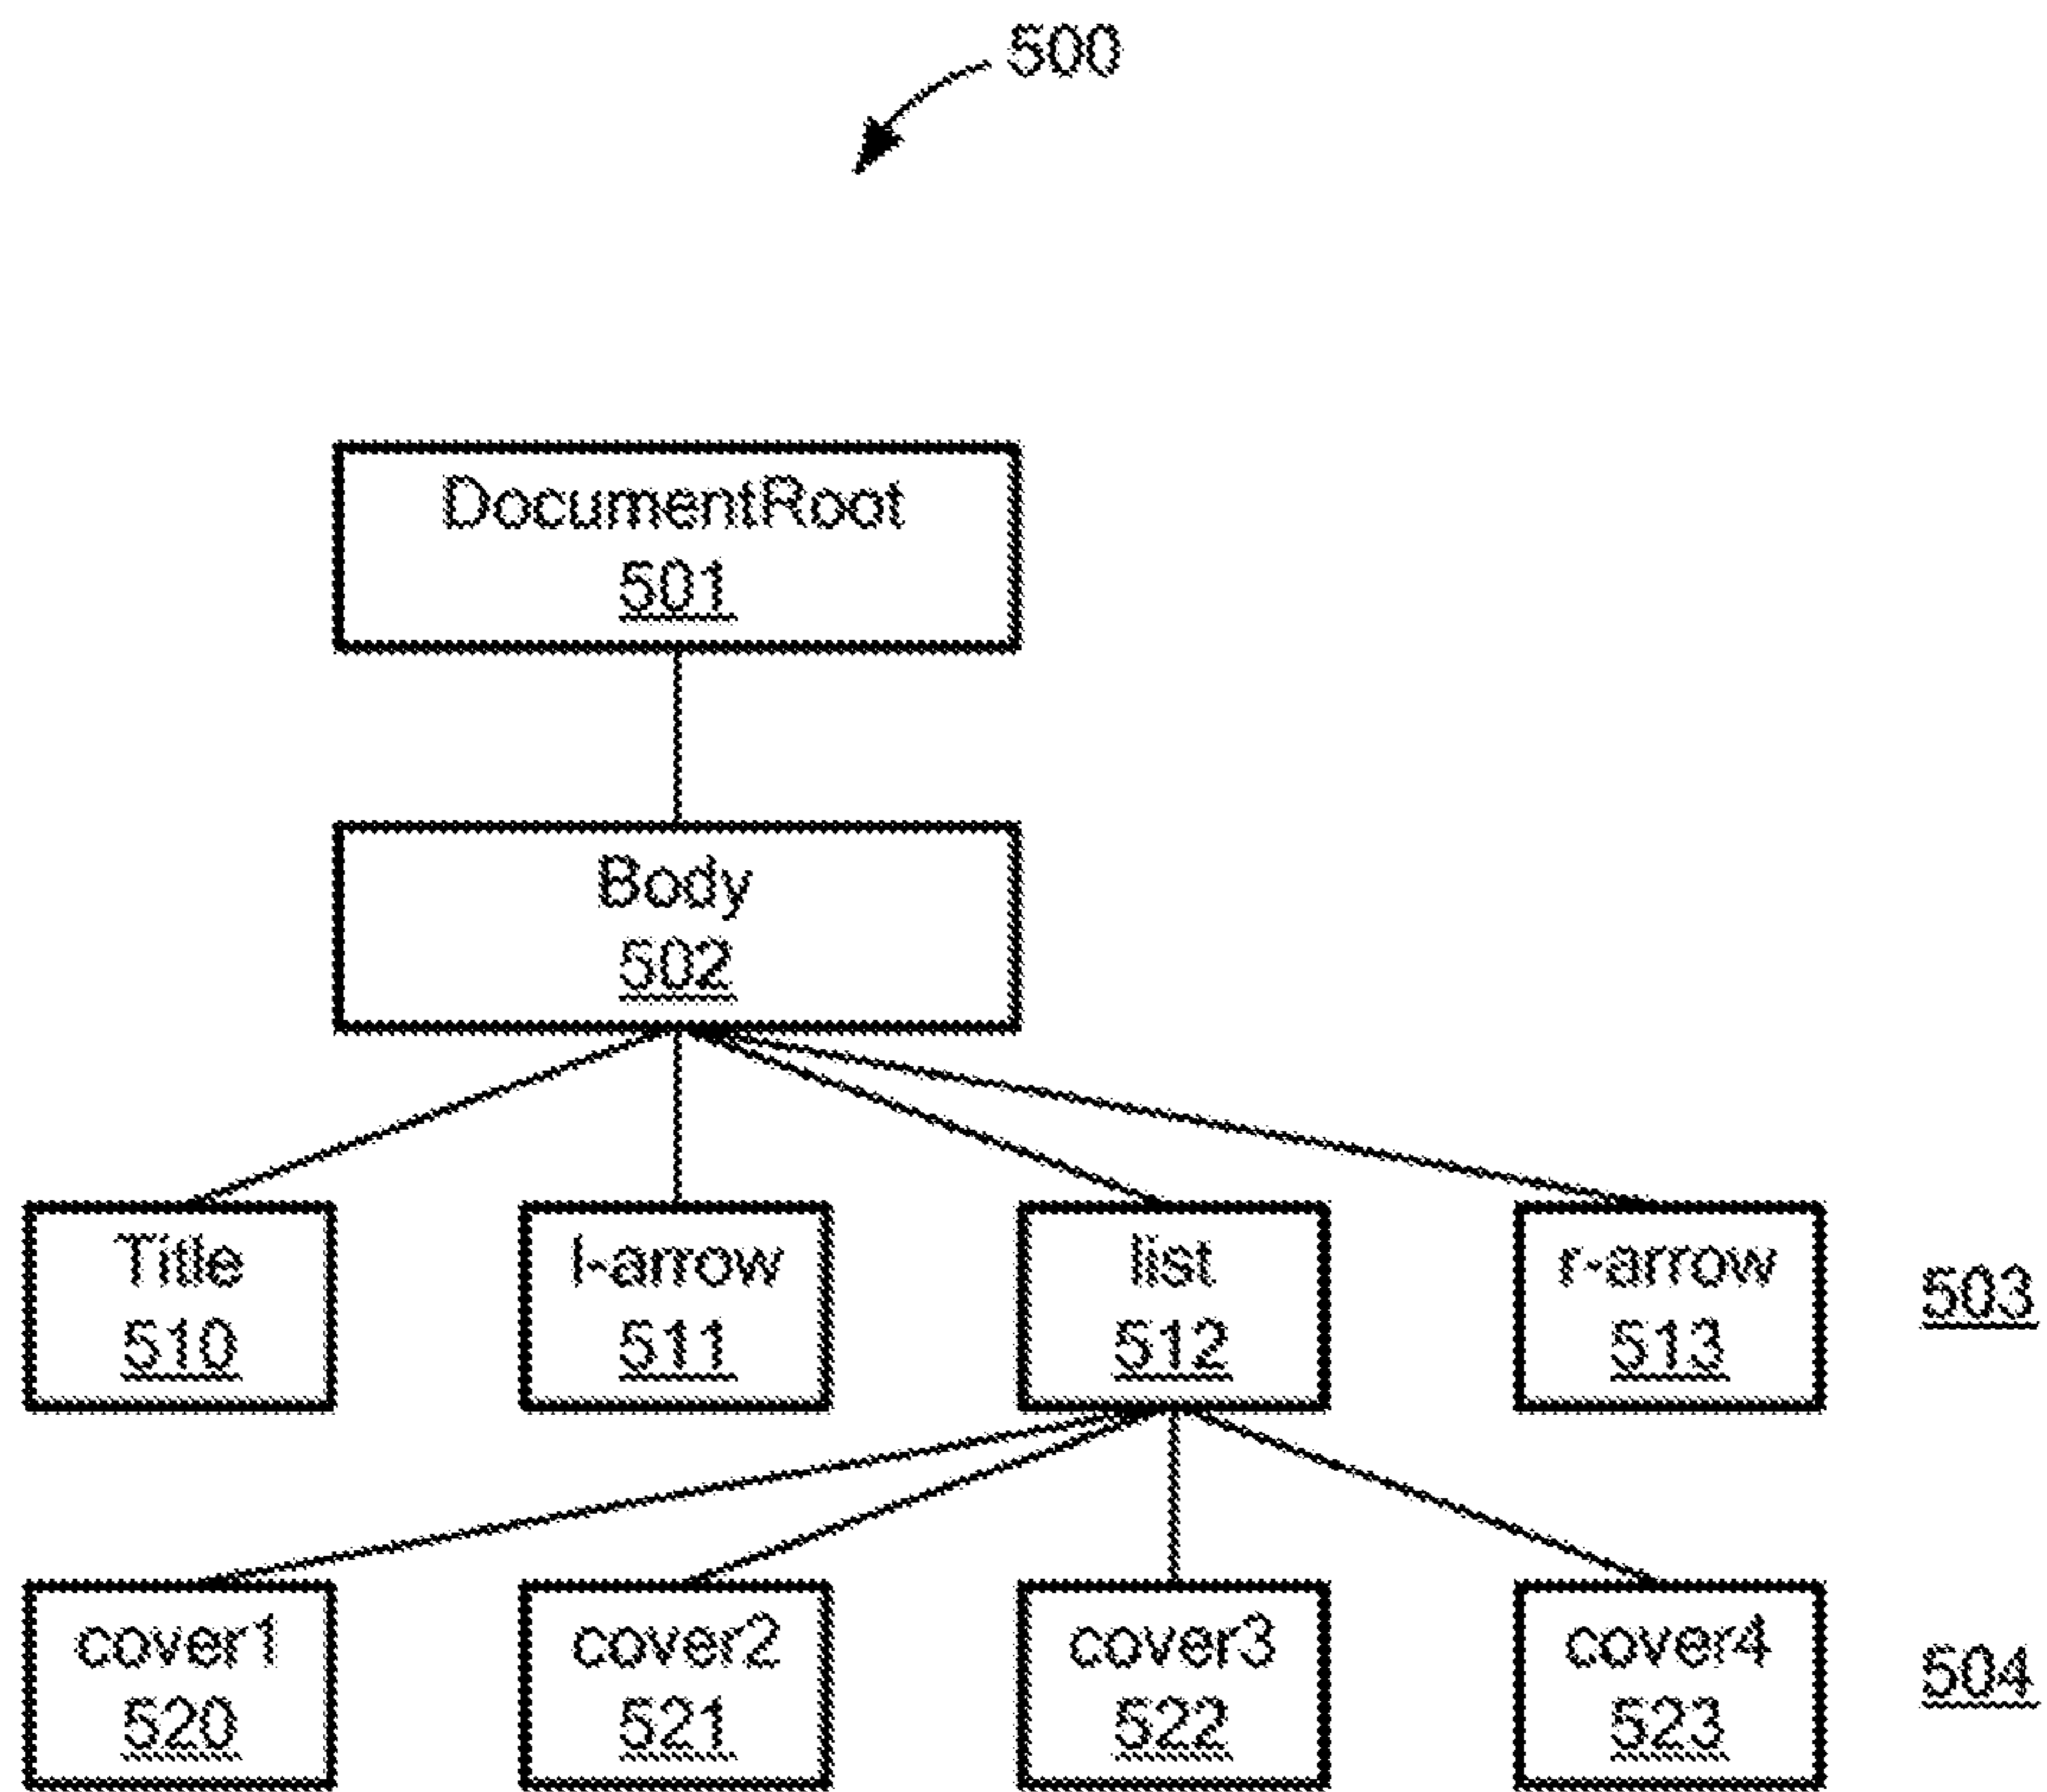 500
DocumentRoot
501
Body
502
Title
510
l-arrow
511
list
512
r-arrow
513
503
cover1
520
cover2
521
cover3
522
cover4
523
504